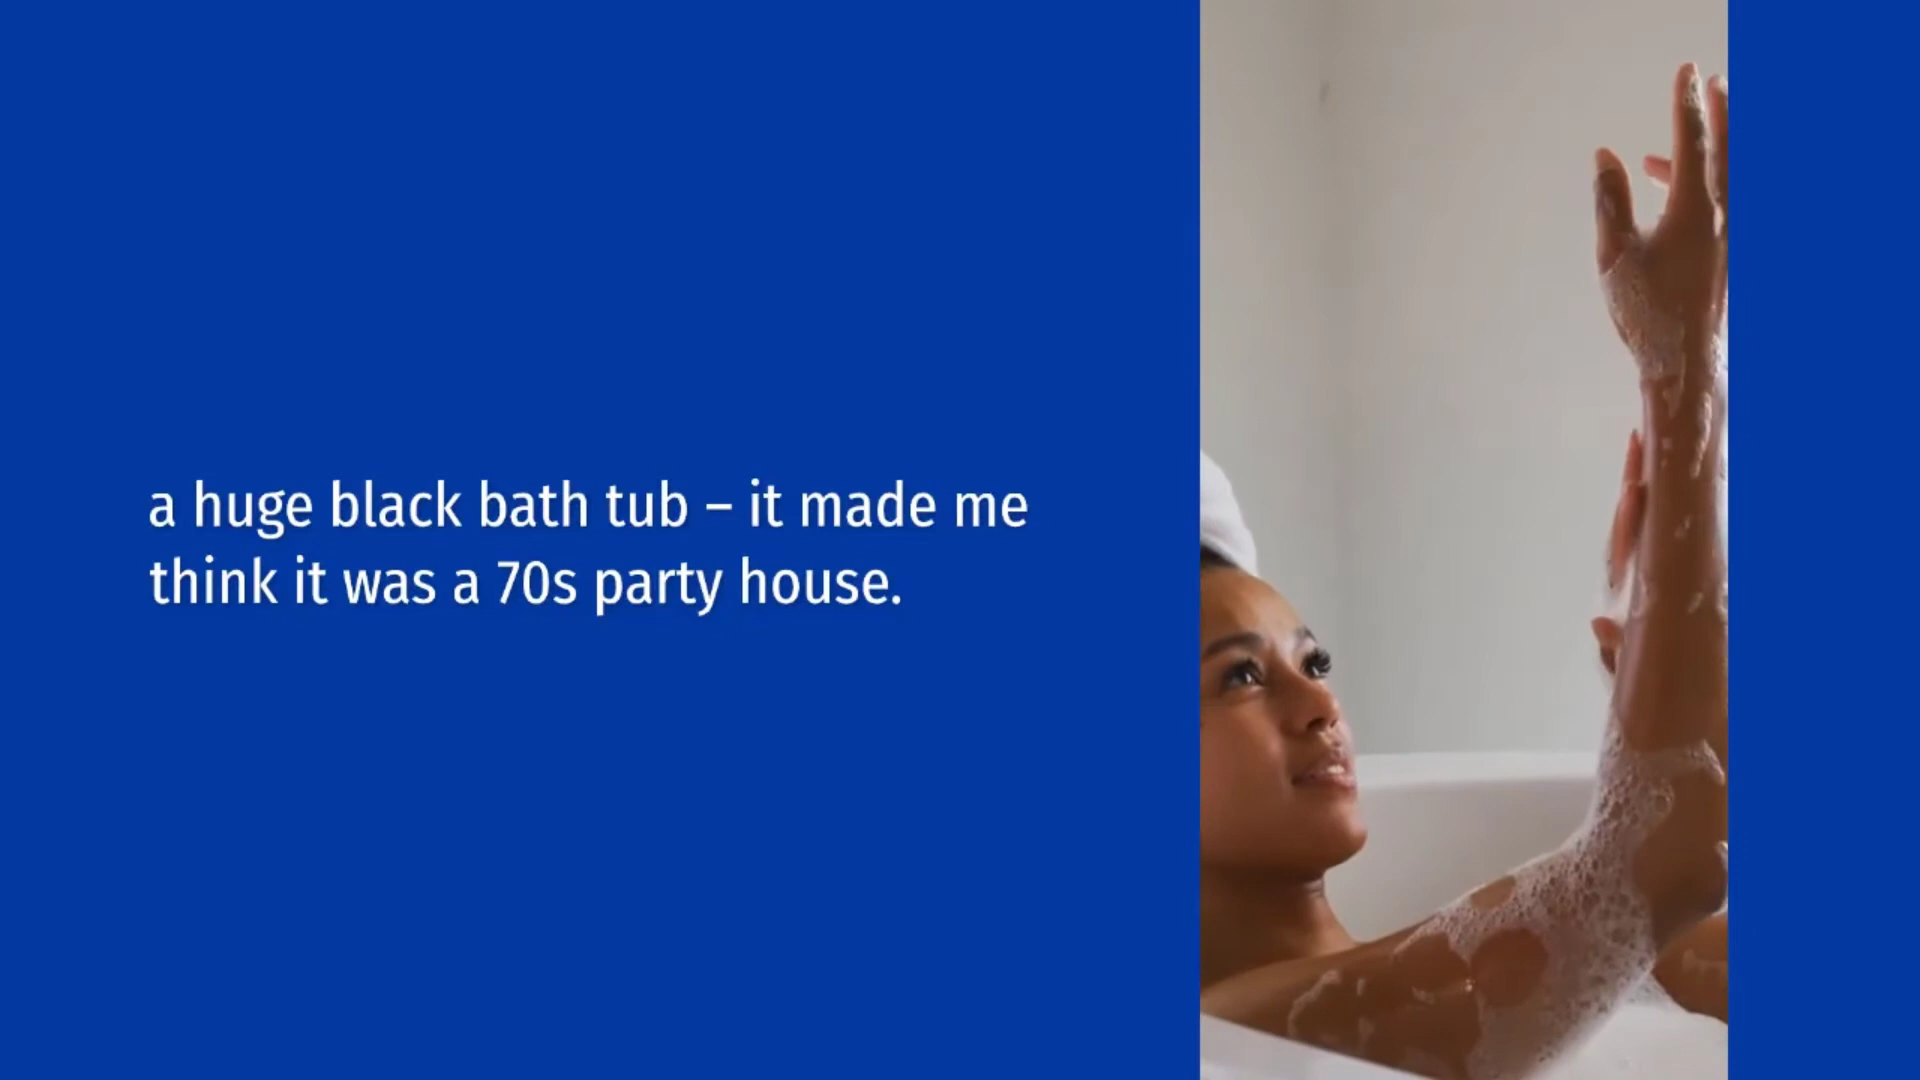 a huge black bath tub – it made me
think it was a 70s party house.